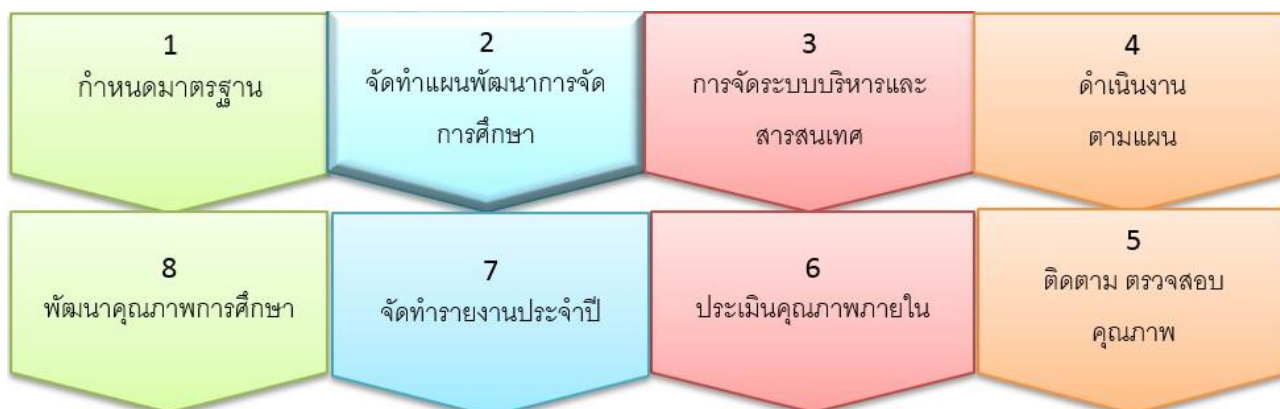 1
กำหนดมาตรฐาน
2
จัดทำแผนพัฒนาการจัด
การศึกษา
3
การจัดระบบบริหารและ
สารสนเทศ
4
ดำเนินงาน
ตามแผน
8
พัฒนาคุณภาพการศึกษา
7
จัดทำรายงานประจำปี
6
ประเมินคุณภาพภายใน
5
ติดตาม ตรวจสอบ
คุณภาพ